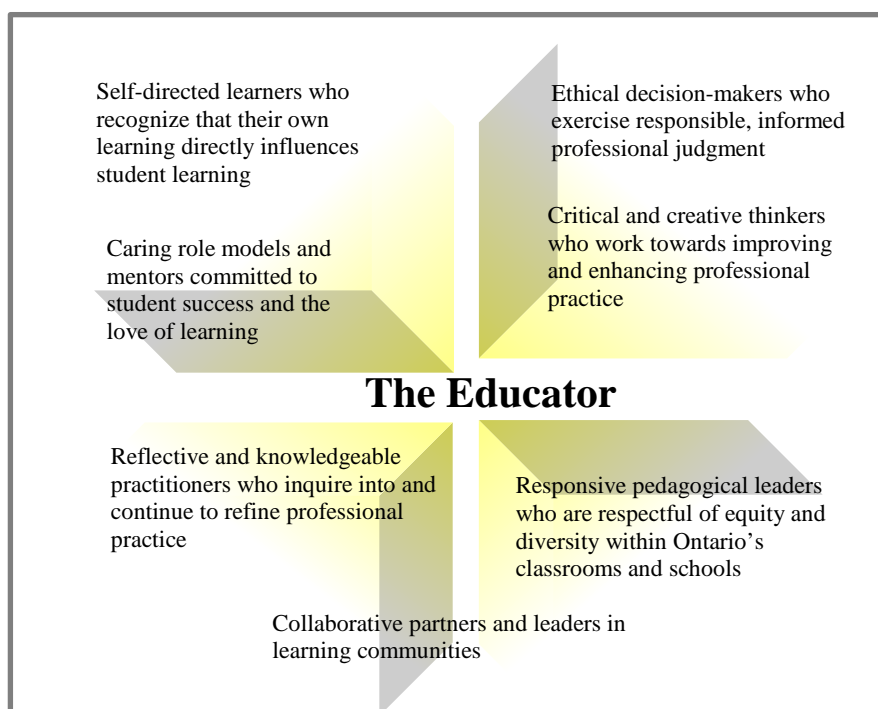 Self-directed learners who
recognize that their own
learning directly influences
student learning
Ethical decision-makers who
exercise responsible, informed
professional judgment
Caring role models and
mentors committed to
student success and the
love of learning
Critical and creative thinkers
who work towards improving
and enhancing professional
practice
The Educator
Reflective and knowledgeable
practitioners who inquire into and
continue to refine professional
practice
Responsive pedagogical leaders
who are respectful of equity and
diversity within Ontario’s
classrooms and schools
Collaborative partners and leaders in
learning communities